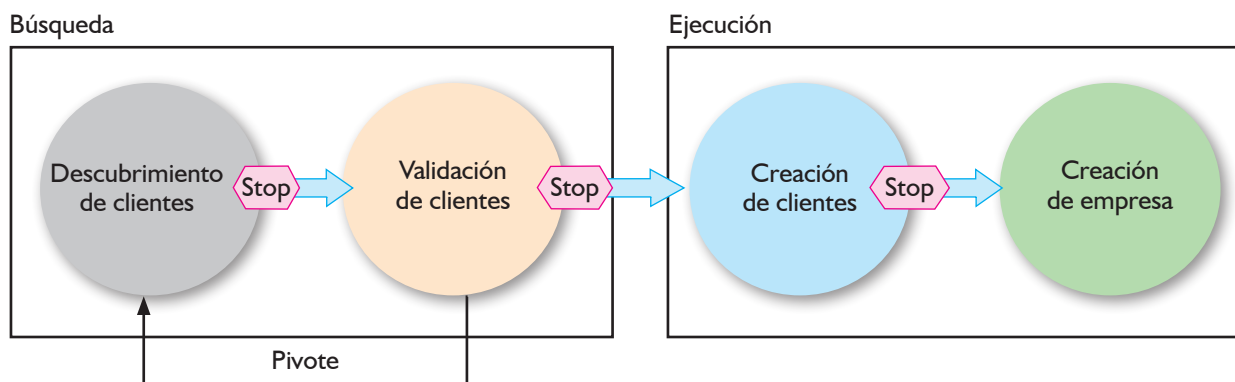 Búsqueda
Ejecución
Descubrimiento
de clientes
Stop
Validación
de clientes
Stop
Creación
de clientes
Stop
Creación
de empresa
Pivote